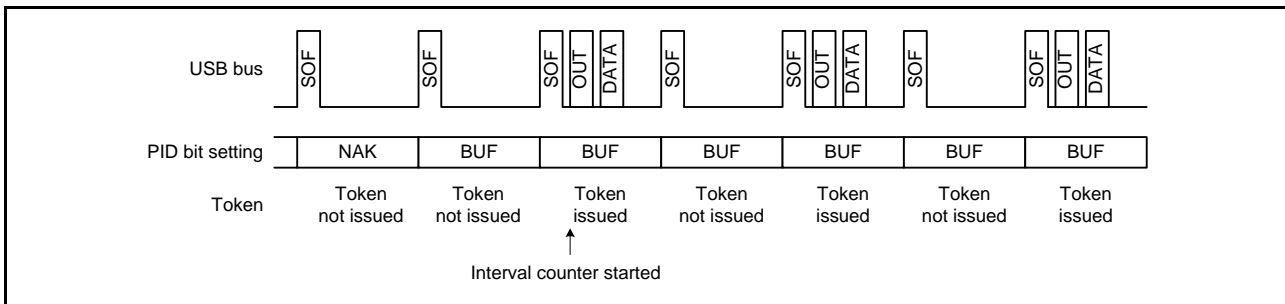 USB bus SOF SOF SOF OUT DATA SOF SOF OUT DATA SOF SOF OUT DATA
PID bit setting NAK BUF BUF BUF BUF BUF BUF
Token Token not issued Token not issued Token issued Token not issued Token issued Token not issued Token issued
Interval counter started